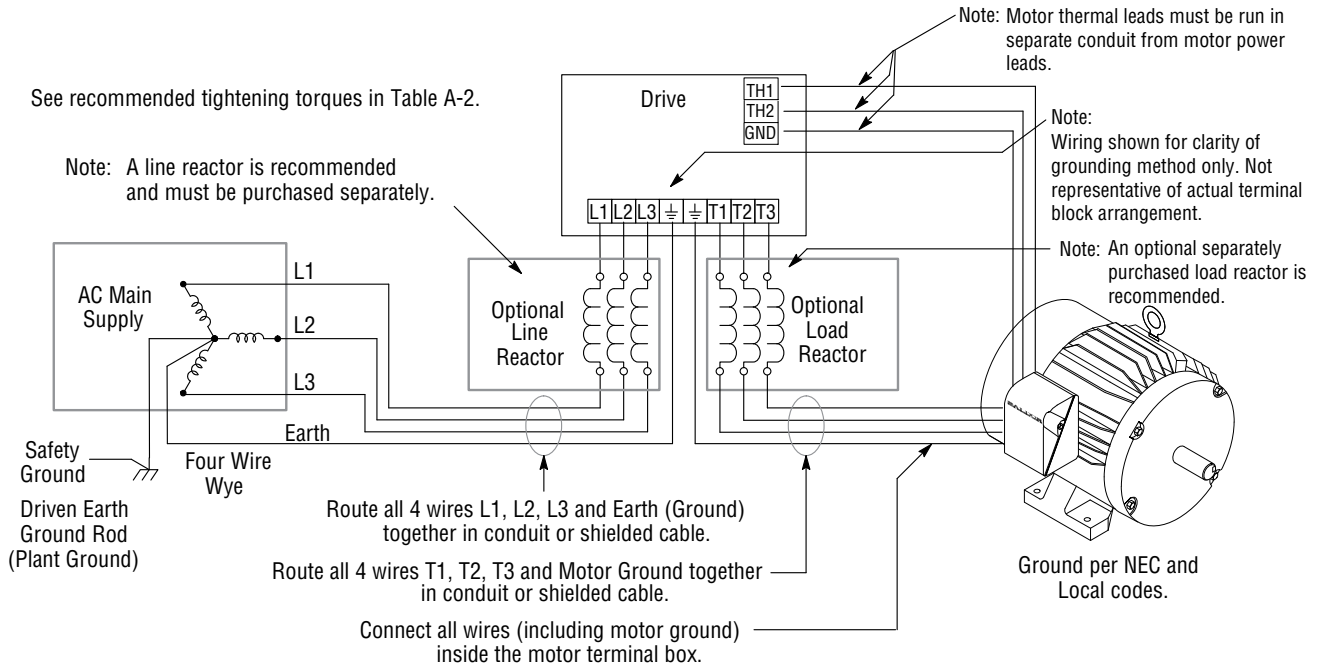 Note: Motor thermal leads must be run in
separate conduit from motor power
leads.
See recommended tightening torques in Table A-2.
Drive
TH1
TH2
GND
Note:
Wiring shown for clarity of
grounding method only. Not
representative of actual terminal
block arrangement.
Note: A line reactor is recommended
and must be purchased separately.
L1 L2 L3 T1 T2 T3
Note: An optional separately
purchased load reactor is
recommended.
AC Main
Supply
L1
L2
L3
Earth
Optional
Line
Reactor
Optional
Load
Reactor
BALDOR
Safety
Ground
Four Wire
Wye
Driven Earth
Ground Rod
(Plant Ground)
Route all 4 wires L1, L2, L3 and Earth (Ground)
together in conduit or shielded cable.
Route all 4 wires T1, T2, T3 and Motor Ground together
in conduit or shielded cable.
Connect all wires (including motor ground)
inside the motor terminal box.
Ground per NEC and
Local codes.